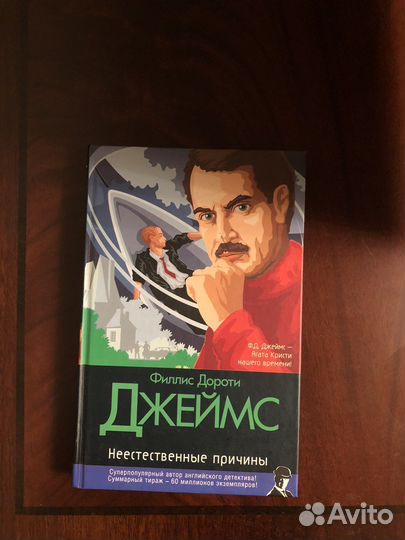 Ф.Д. Джеймс —
Агата Кристи
нашего времени!
Филлис Дороти
ДЖЕЙМС
Неестественные причины
Суперпопулярный автор английского детектива!
Суммарный тираж – 60 миллионов экземпляров!
Avito